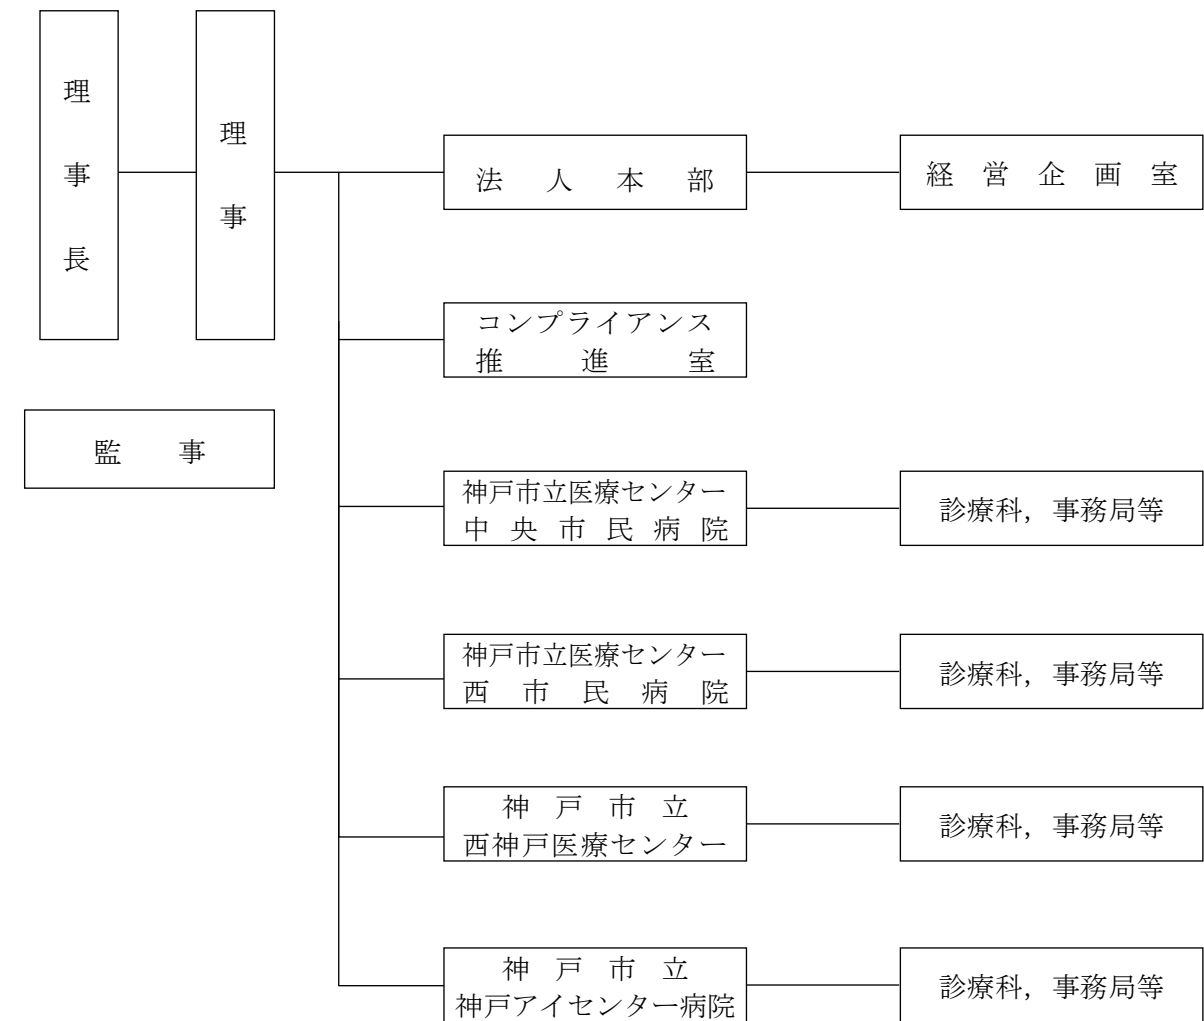 理事長
理事
法人本部
経営企画室
コンプライアンス
推進室
監事
神戸市立医療センター
中央市民病院
診療科，事務局等
神戸市立医療センター
西市民病院
診療科，事務局等
神戸市立
西神戸医療センター
診療科，事務局等
神戸市立
神戸アイセンター病院
診療科，事務局等